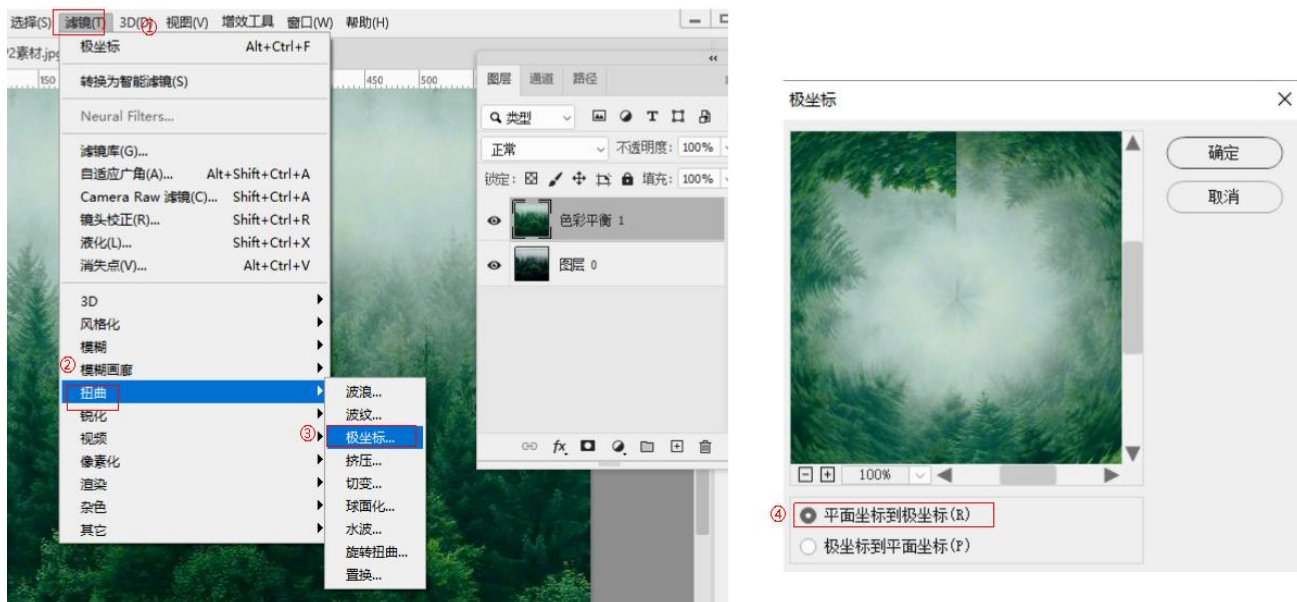 选择(S) 滤镜(T) 3D(D) 视图(V) 增效工具 窗口(W) 帮助(H)
①
2素材.jpg
极坐标 Alt+Ctrl+F
转换为智能滤镜(S)
Neural Filters...
滤镜库(G)...
自适应广角(A)... Alt+Shift+Ctrl+A
Camera Raw 滤镜(C)... Shift+Ctrl+A
镜头校正(R)... Shift+Ctrl+R
液化(L)... Shift+Ctrl+X
消失点(V)... Alt+Ctrl+V
3D
风格化
模糊
② 模糊画廊
扭曲
锐化
视频
像素化
渲染
杂色
其它
波浪...
波纹...
③ 极坐标...
挤压...
切变...
球面化...
水波...
旋转扭曲...
置换...
150 450 500
图层 通道 路径
类型
正常 不透明度: 100%
锁定: 填充: 100%
色彩平衡 1
图层 0
fx
极坐标
确定
取消
100%
④ 平面坐标到极坐标(R)
极坐标到平面坐标(P)